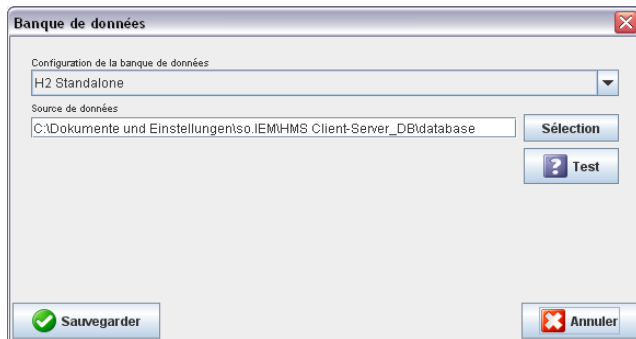 Banque de données
Configuration de la banque de données
H2 Standalone
Source de données
C:\Dokumente und Einstellungen\so.IEM\HMS Client-Server_DB\database
Sélection
? Test
Sauvegarder
Annuler